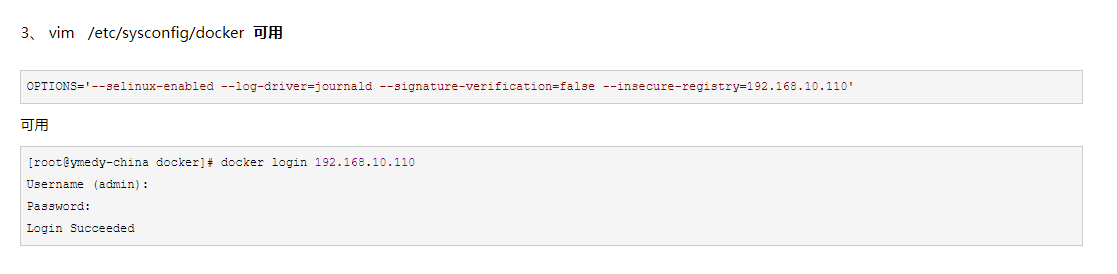 3、 vim /etc/sysconfig/docker 可用
OPTIONS='--selinux-enabled --log-driver=journald --signature-verification=false --insecure-registry=192.168.10.110'
可用
[root@ymedy-china docker]# docker login 192.168.10.110
Username (admin):
Password:
Login Succeeded